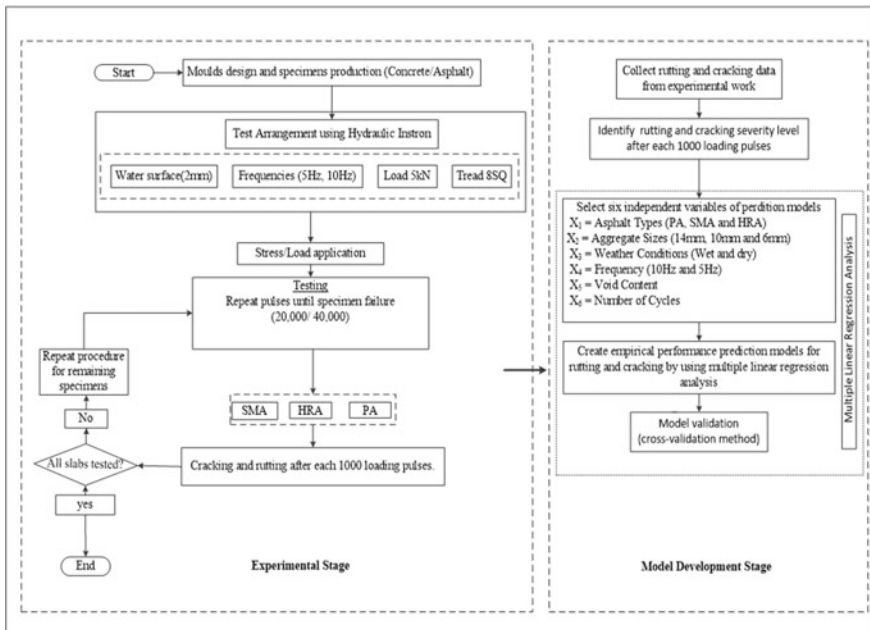 Start
Moulds design and specimens production (Concrete/Asphalt)
Test Arrangement using Hydraulic Instron
Water surface(2mm)
Frequencies (5Hz, 10Hz)
Load 5kN
Tread 8SQ
Stress/Load application
Testing
Repeat pulses until specimen failure
(20,000/ 40,000)
Repeat procedure
for remaining
specimens
No
SMA
HRA
PA
All slabs tested?
Cracking and rutting after each 1000 loading pulses.
yes
End
Experimental Stage
Collect rutting and cracking data
from experimental work
Identify rutting and cracking severity level
after each 1000 loading pulses
Select six independent variables of perdition models
X₁ = Asphalt Types (PA, SMA and HRA)
X₂ = Aggregate Sizes (14mm, 10mm and 6mm)
X₃ = Weather Conditions (Wet and dry)
X₄ = Frequency (10Hz and 5Hz)
X₅ = Void Content
X₆ = Number of Cycles
Create empirical performance prediction models for
rutting and cracking by using multiple linear regression
analysis
Model validation
(cross-validation method)
Multiple Linear Regression Analysis
Model Development Stage